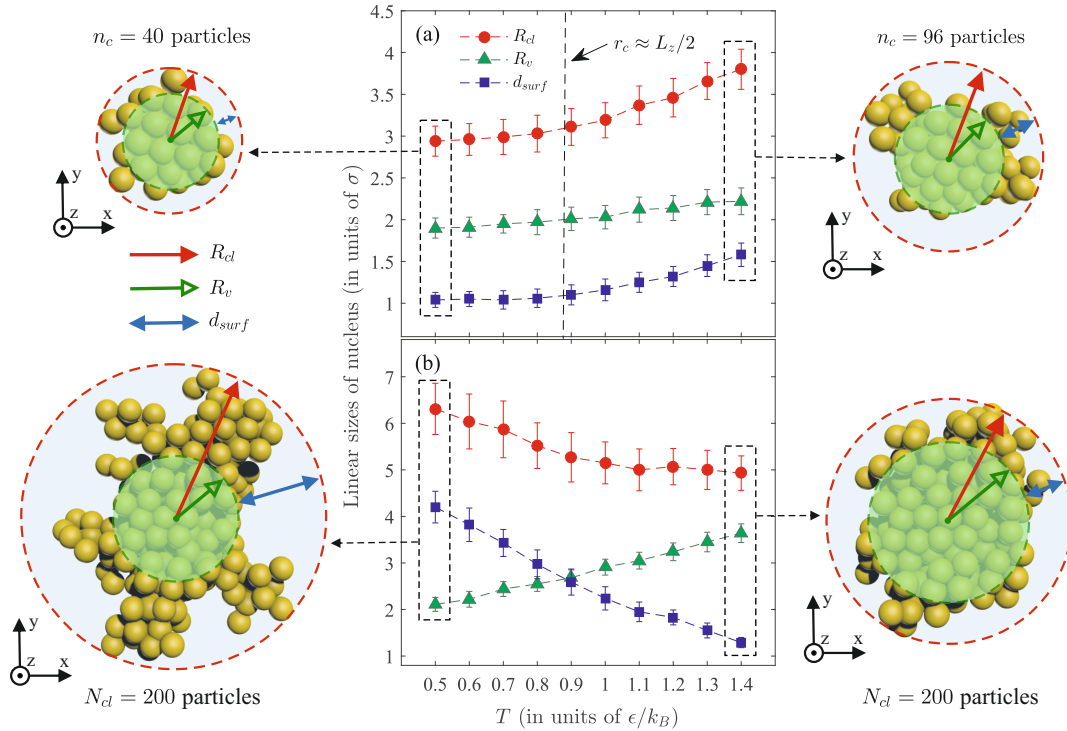 n_c = 40 particles
y
z
x
R_cl
R_v
d_surf
N_cl = 200 particles
y
z
x
Linear sizes of nucleus (in units of σ)
(a)
R_cl
R_v
d_surf
r_c ≈ L_z/2
4.5
4
3.5
3
2.5
2
1.5
1
(b)
7
6
5
4
3
2
1
0.5 0.6 0.7 0.8 0.9 1 1.1 1.2 1.3 1.4
T (in units of ϵ/k_B)
n_c = 96 particles
y
z
x
y
z
x
N_cl = 200 particles